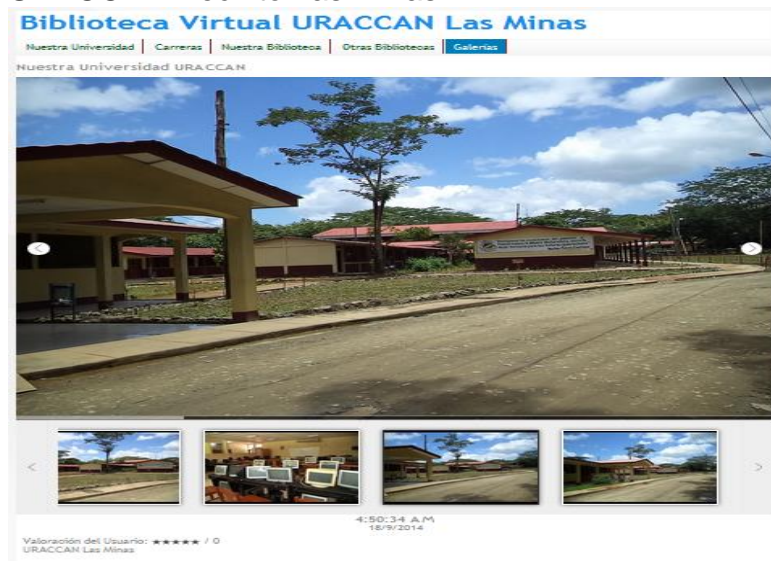 Biblioteca Virtual URACCAN Las Minas
Nuestra Universidad | Carreras | Nuestra Biblioteca | Otras Bibliotecas | Galerías
Nuestra Universidad URACCAN
4:50:34 AM
18/9/2014
Valoración del Usuario: ★★★★★ / 0
URACCAN Las Minas